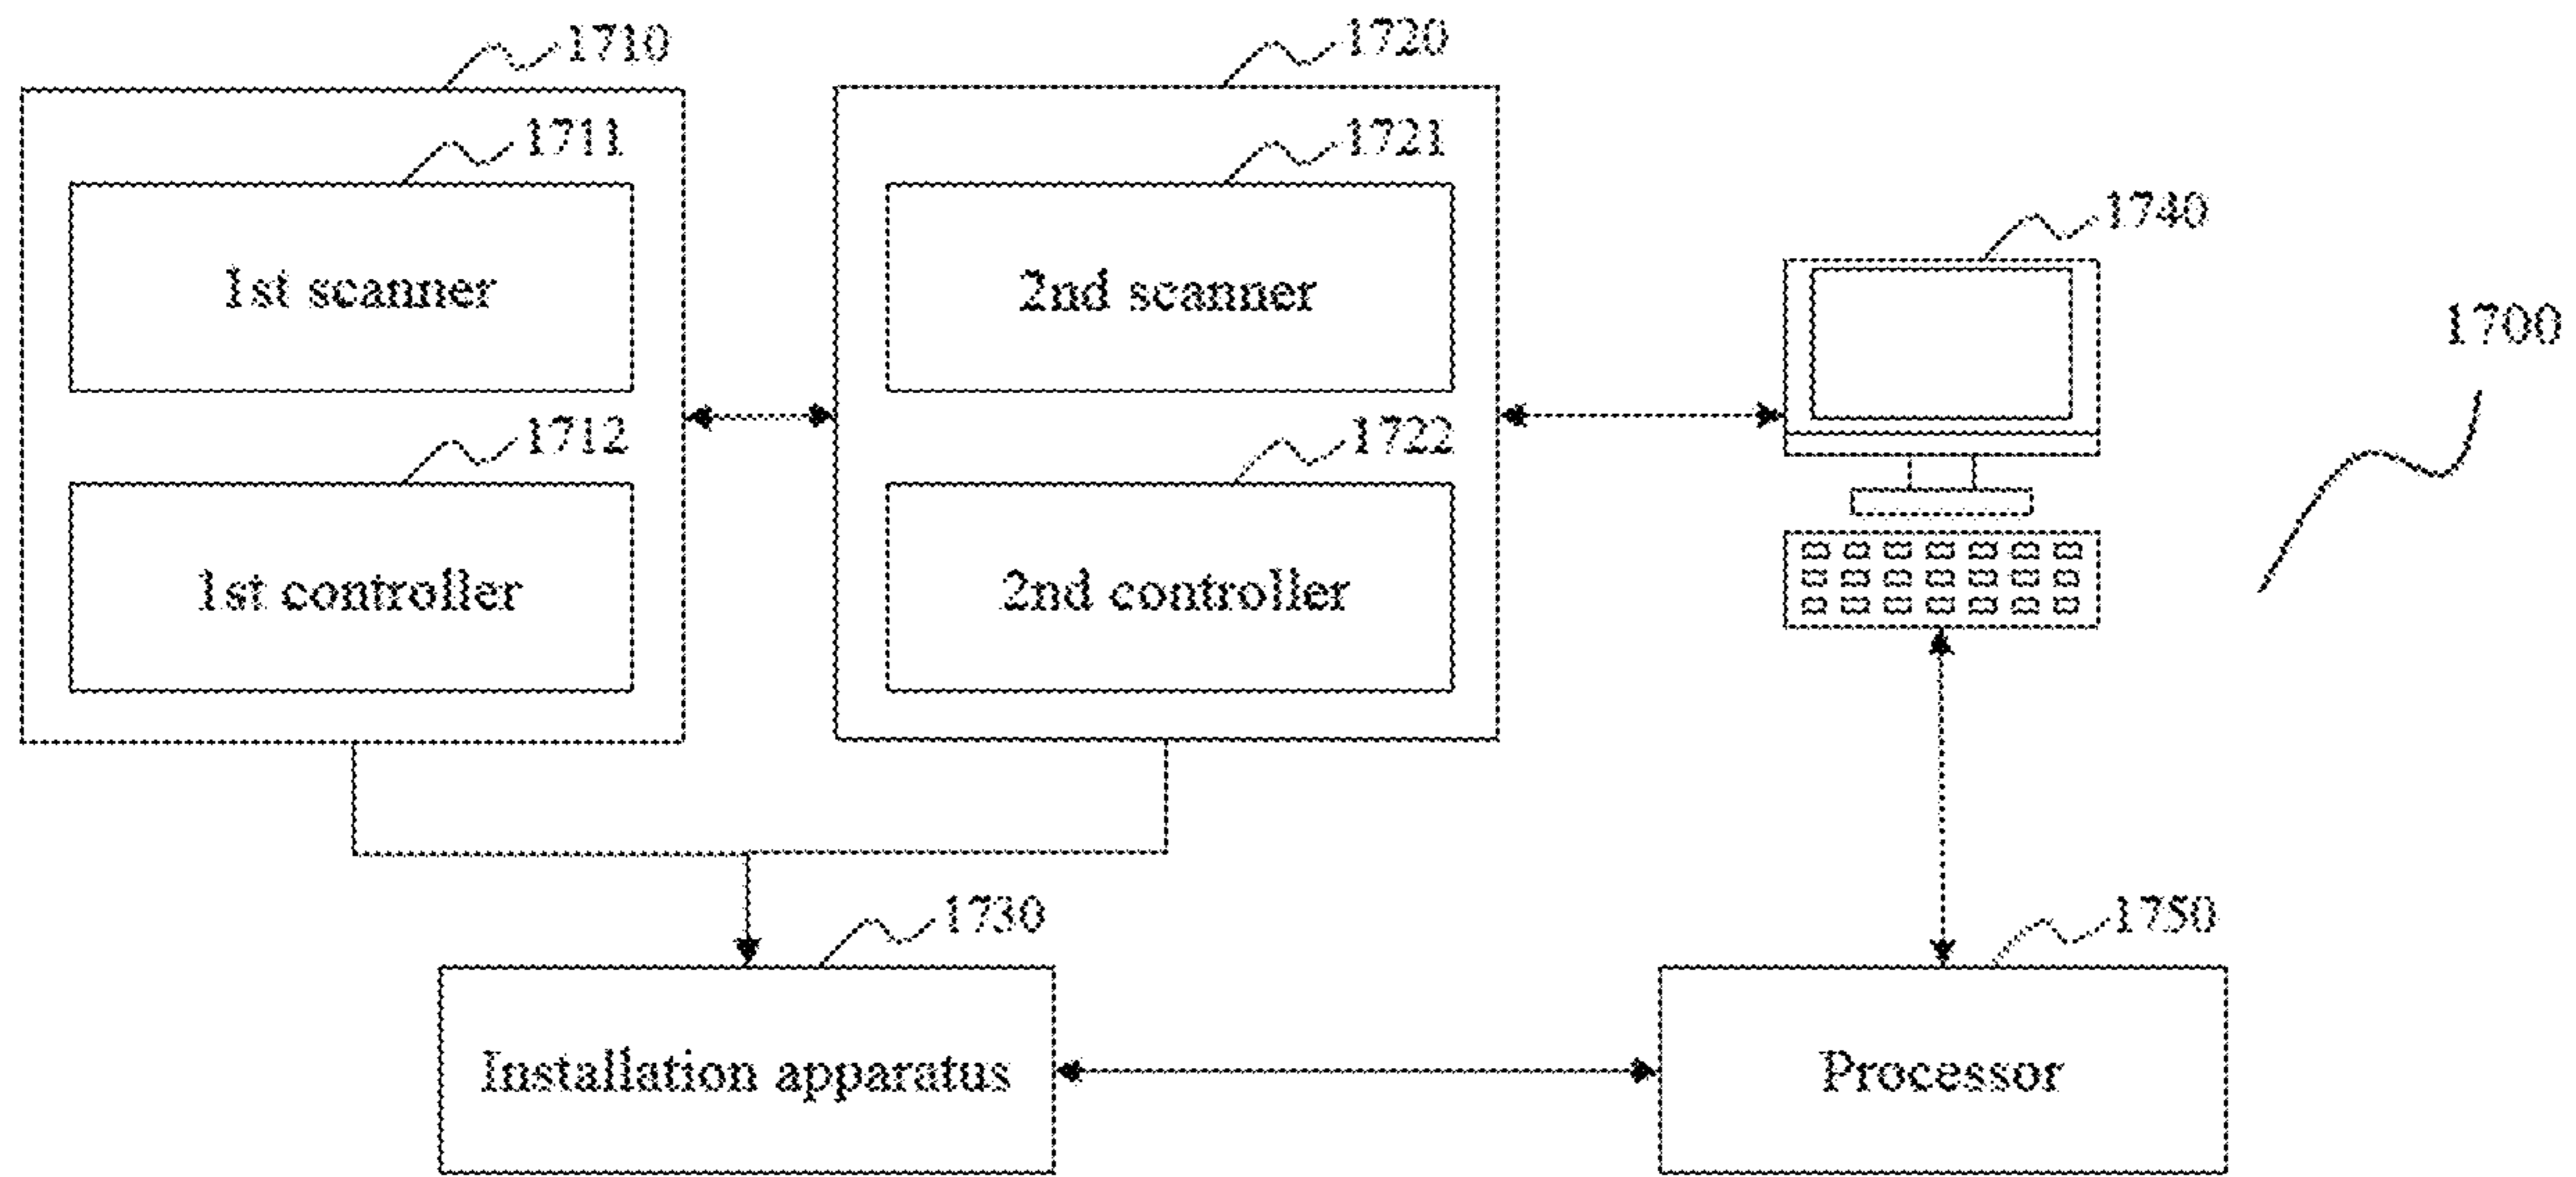 1710
1720
1711
1721
1st scanner
2nd scanner
1740
1700
1712
1722
1st controller
2nd controller
1730
1750
Installation apparatus
Processor